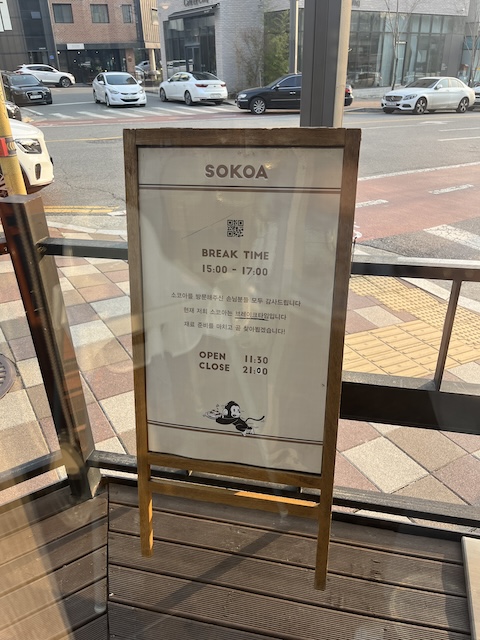 SOKOA
BREAK TIME
15:00 - 17:00
소코아를 방문해주신 손님분들 모두 감사드립니다
현재 저희 소코아는 브레이크타임입니다
재료 준비를 마치고 곧 찾아뵙겠습니다!
OPEN 11:30
CLOSE 21:00